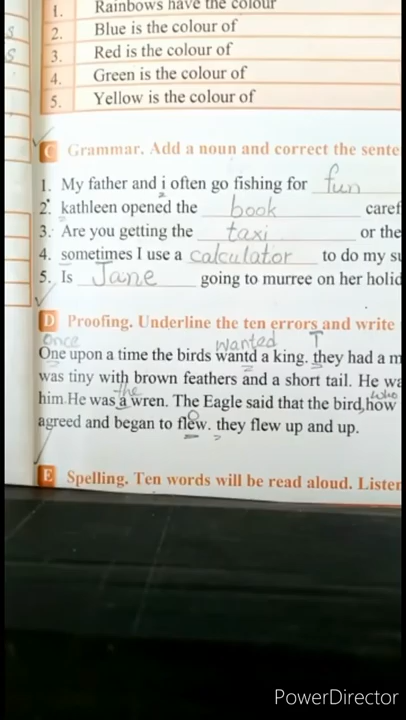 1. Rainbows have the colour
2. Blue is the colour of
3. Red is the colour of
4. Green is the colour of
5. Yellow is the colour of
C Grammar. Add a noun and correct the sente
1. My father and i often go fishing for fun
2. kathleen opened the book caref
3. Are you getting the taxi or the
4. sometimes I use a calculator to do my su
5. Is Jane going to murree on her holid
D Proofing. Underline the ten errors and write
Once wanted T
One upon a time the birds wantd a king. they had a m
was tiny with brown feathers and a short tail. He wa
the who
him.He was a wren. The Eagle said that the bird,how
agreed and began to flew. they flew up and up.
E Spelling. Ten words will be read aloud. Listen
PowerDirector